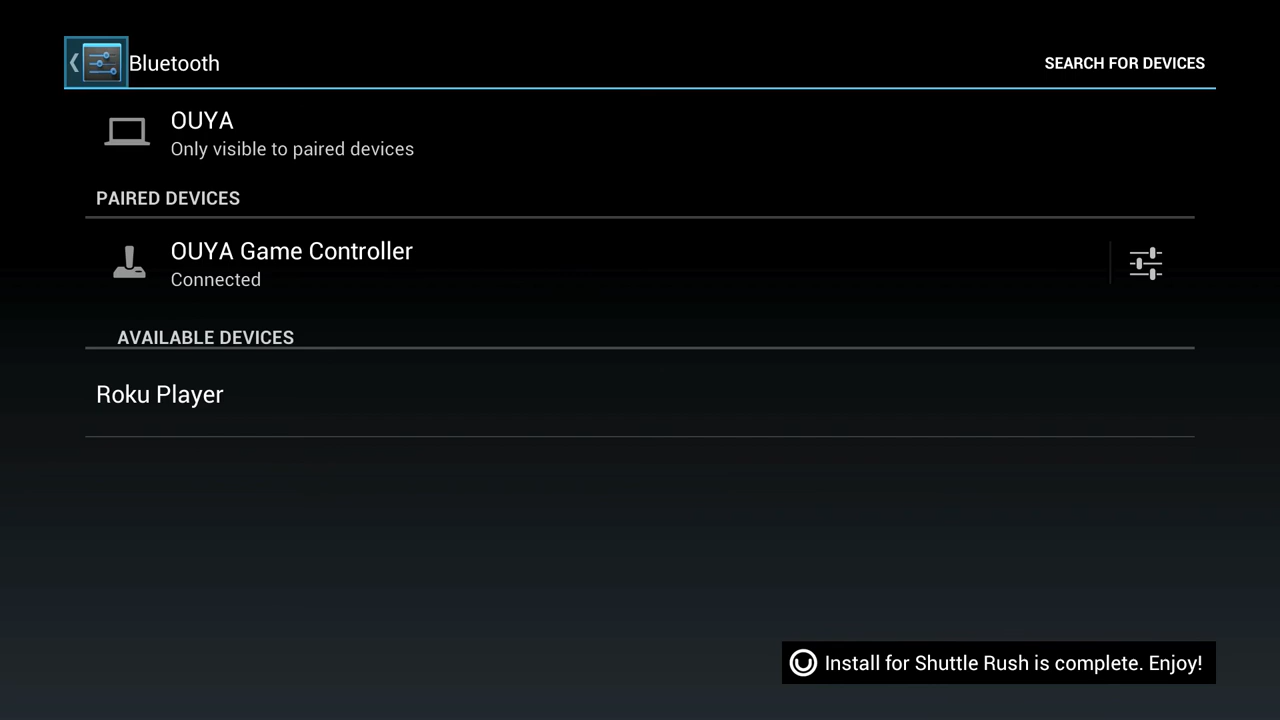 Bluetooth
SEARCH FOR DEVICES
OUYA
Only visible to paired devices
PAIRED DEVICES
OUYA Game Controller
Connected
AVAILABLE DEVICES
Roku Player
Install for Shuttle Rush is complete. Enjoy!